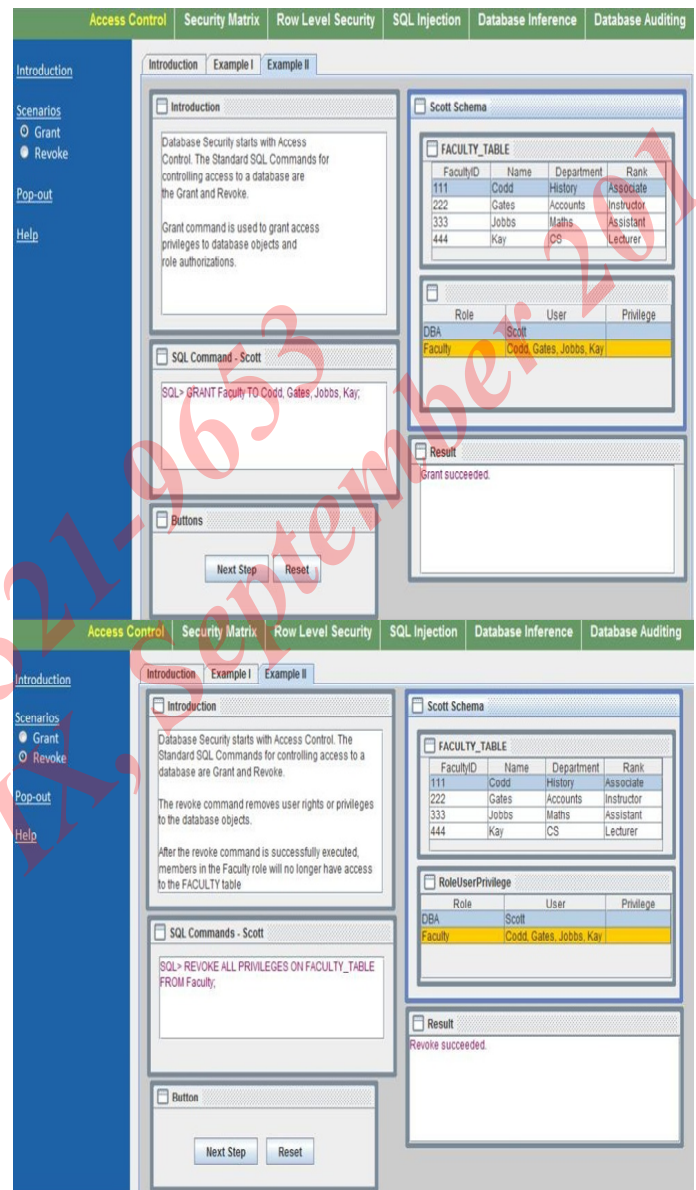 Access Control Security Matrix Row Level Security SQL Injection Database Inference Database Auditing
Introduction
Scenarios
Grant
Revoke
Pop-out
Help
Introduction Example I Example II
Introduction
Database Security starts with Access
Control. The Standard SQL Commands for
controlling access to a database are
the Grant and Revoke.
Grant command is used to grant access
privileges to database objects and
role authorizations.
SQL Command - Scott
SQL> GRANT Faculty TO Codd, Gates, Jobbs, Kay;
Buttons
Next Step Reset
Scott Schema
FACULTY_TABLE
FacultyID Name Department Rank
111 Codd History Associate
222 Gates Accounts Instructor
333 Jobbs Maths Assistant
444 Kay CS Lecturer
Role User Privilege
DBA Scott
Faculty Codd, Gates, Jobbs, Kay
Result
Grant succeeded.
Access Control Security Matrix Row Level Security SQL Injection Database Inference Database Auditing
Introduction
Scenarios
Grant
Revoke
Pop-out
Help
Introduction Example I Example II
Introduction
Database Security starts with Access Control. The
Standard SQL Commands for controlling access to a
database are Grant and Revoke.
The revoke command removes user rights or privileges
to the database objects.
After the revoke command is successfully executed,
members in the Faculty role will no longer have access
to the FACULTY table
SQL Commands - Scott
SQL> REVOKE ALL PRIVILEGES ON FACULTY_TABLE
FROM Faculty;
Button
Next Step Reset
Scott Schema
FACULTY_TABLE
FacultyID Name Department Rank
111 Codd History Associate
222 Gates Accounts Instructor
333 Jobbs Maths Assistant
444 Kay CS Lecturer
RoleUserPrivilege
Role User Privilege
DBA Scott
Faculty Codd, Gates, Jobbs, Kay
Result
Revoke succeeded.
21-9653
IX, September 201